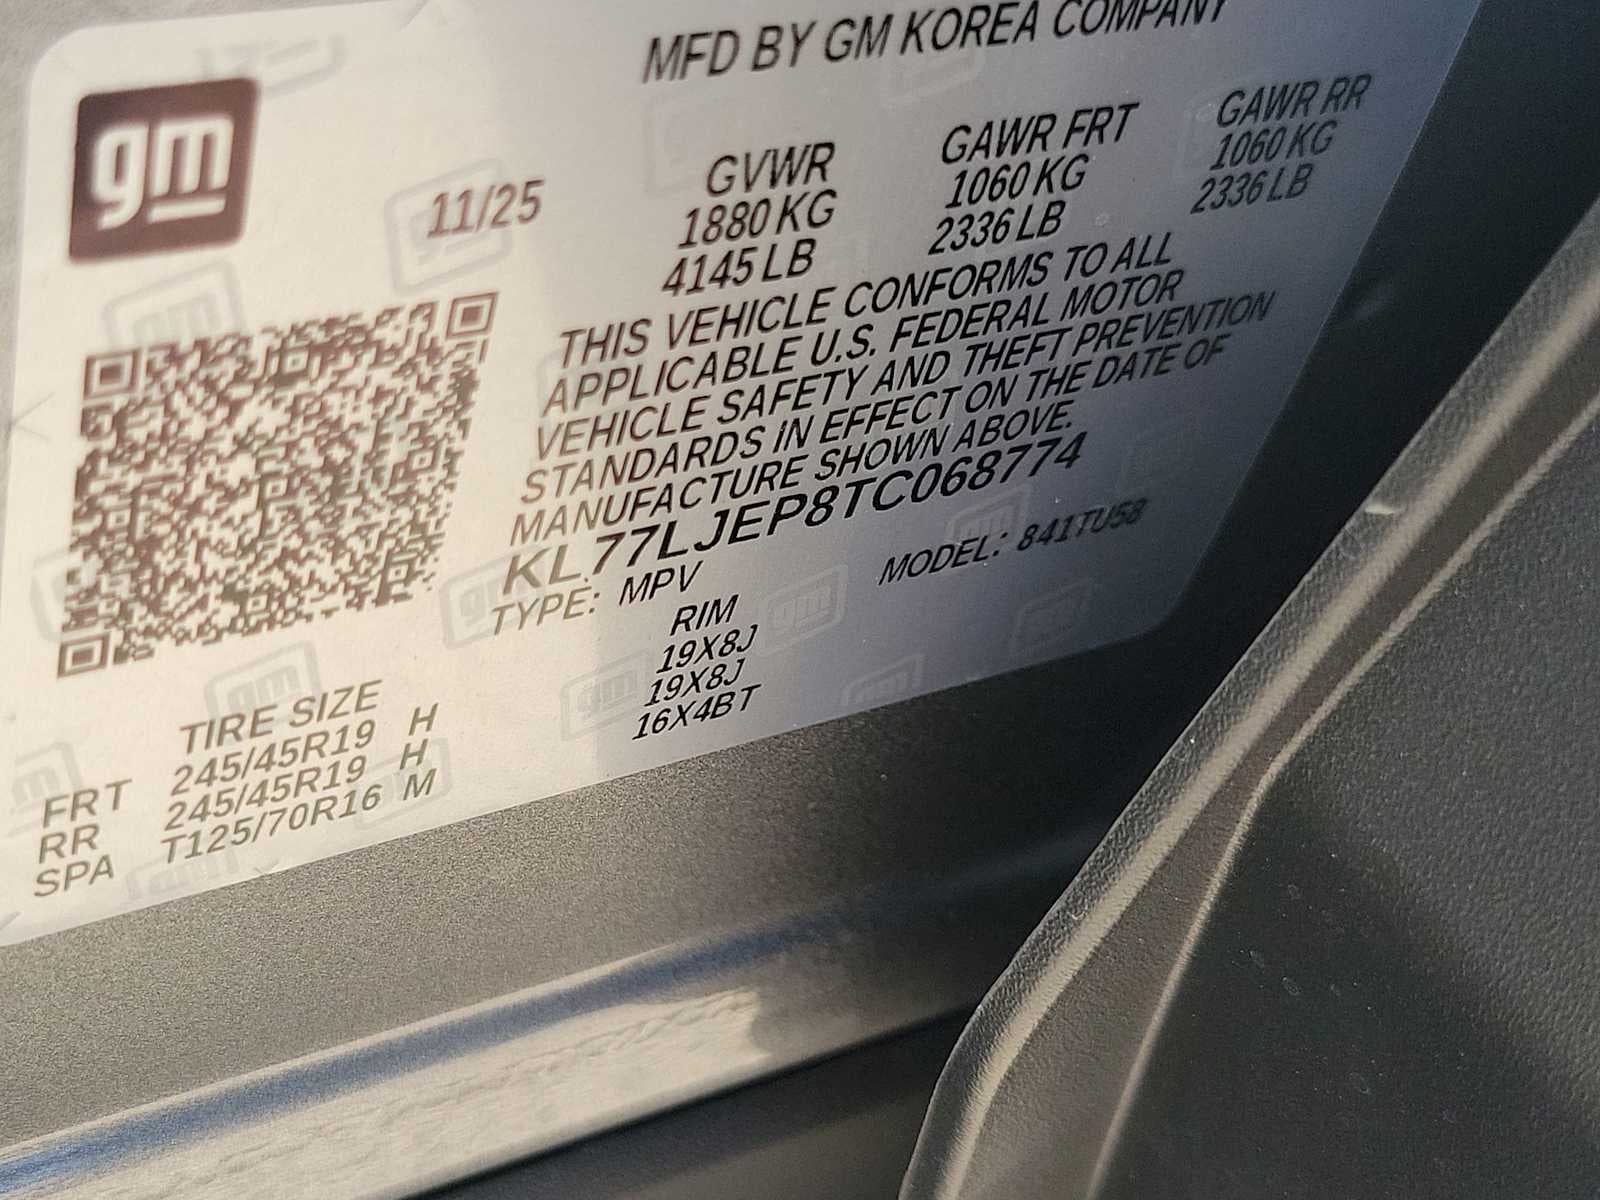 MFD BY GM KOREA COMPANY
gm
11/25
GVWR GAWR FRT GAWR RR
1880 KG 1060 KG 1060 KG
4145 LB 2336 LB 2336 LB
THIS VEHICLE CONFORMS TO ALL
APPLICABLE U.S. FEDERAL MOTOR
VEHICLE SAFETY AND THEFT PREVENTION
STANDARDS IN EFFECT ON THE DATE OF
MANUFACTURE SHOWN ABOVE.
KL77LJEP8TC068774
TYPE: MPV MODEL: 841TU58
TIRE SIZE RIM
FRT 245/45R19 H 19X8J
RR 245/45R19 H 19X8J
SPA T125/70R16 M 16X4BT